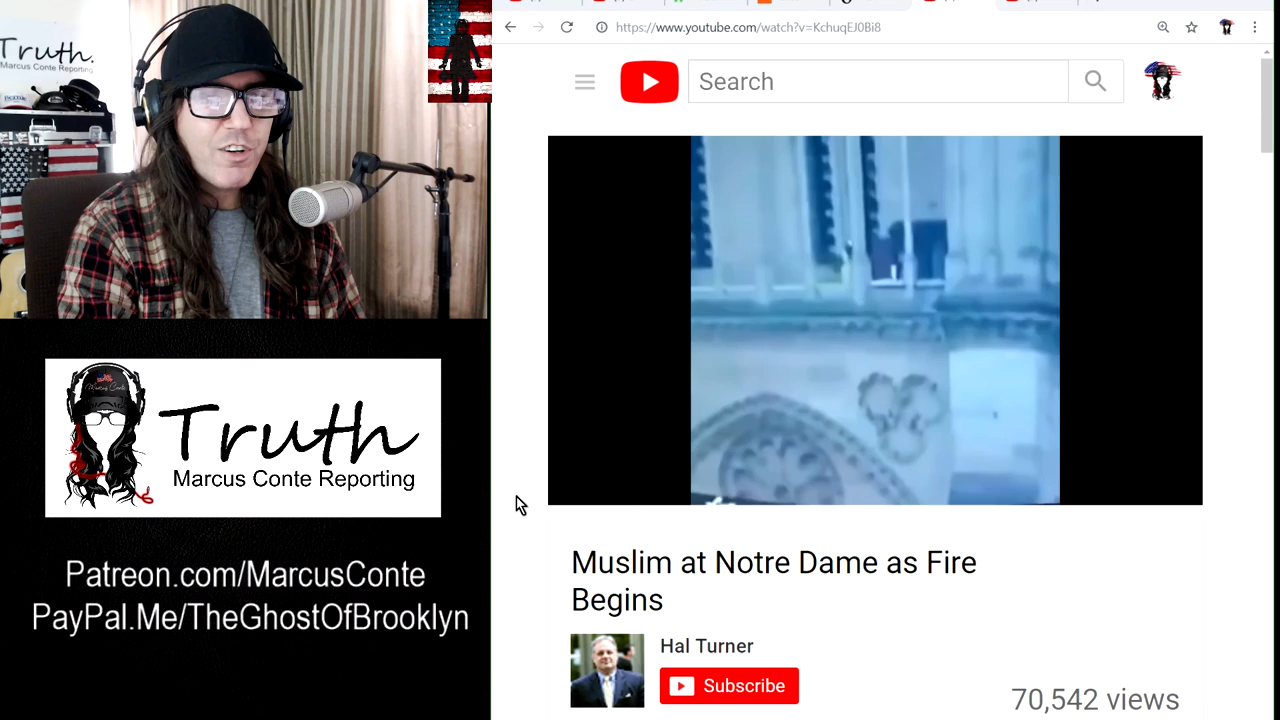 Truth.
Marcus Conte Reporting
https://www.youtube.com/watch?v=KchuqEJ0Bi8
Search
Truth
Marcus Conte Reporting
Patreon.com/MarcusConte
PayPal.Me/TheGhostOfBrooklyn
Muslim at Notre Dame as Fire
Begins
Hal Turner
Subscribe
70,542 views